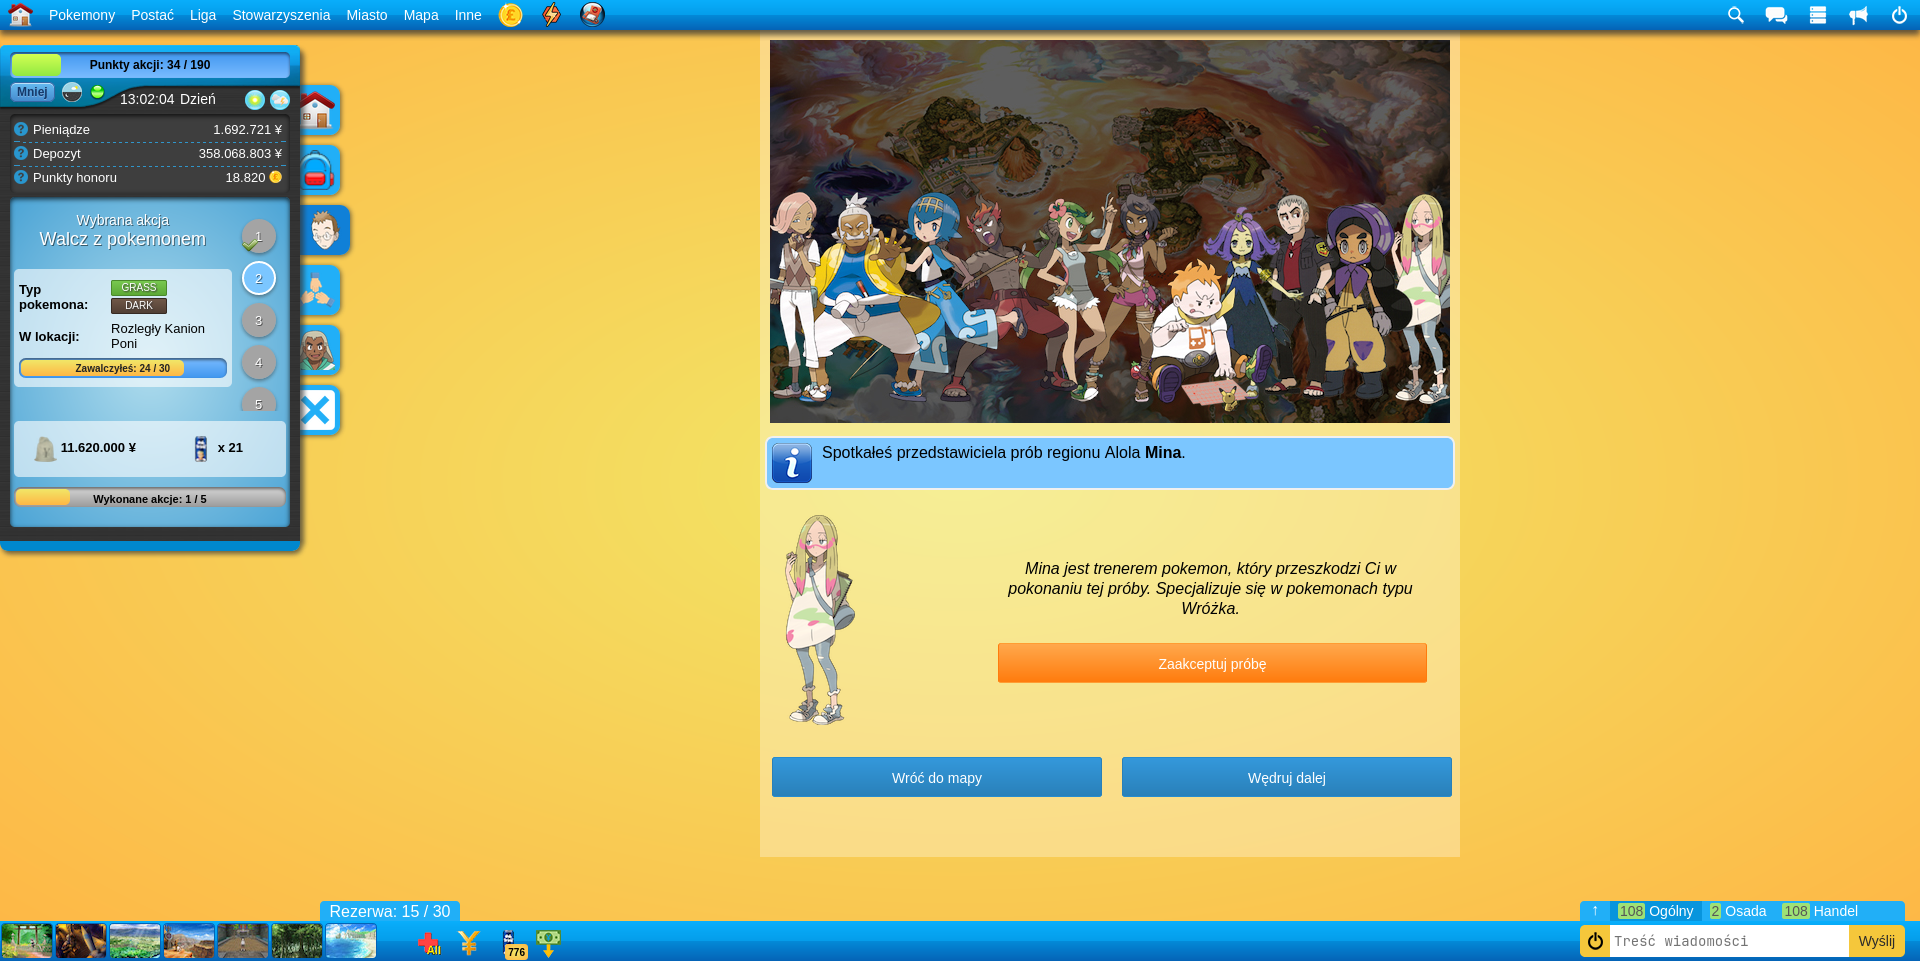 Pokemony Postać Liga Stowarzyszenia Miasto Mapa Inne
Punkty akcji: 34 / 190
Mniej
13:02:04 Dzień
Pieniądze 1.692.721 ¥
Depozyt 358.068.803 ¥
Punkty honoru 18.820
Wybrana akcja
Walcz z pokemonem
1
2
3
4
5
Typ
pokemona:
GRASS
DARK
W lokacji:
Rozległy Kanion
Poni
Zawalczyłeś: 24 / 30
11.620.000 ¥
x 21
Wykonane akcje: 1 / 5
Spotkałeś przedstawiciela prób regionu Alola Mina.
Mina jest trenerem pokemon, który przeszkodzi Ci w
pokonaniu tej próby. Specjalizuje się w pokemonach typu
Wróżka.
Zaakceptuj próbę
Wróć do mapy
Wędruj dalej
Rezerwa: 15 / 30
All
776
↑ 108 Ogólny 2 Osada 108 Handel
Treść wiadomości
Wyślij